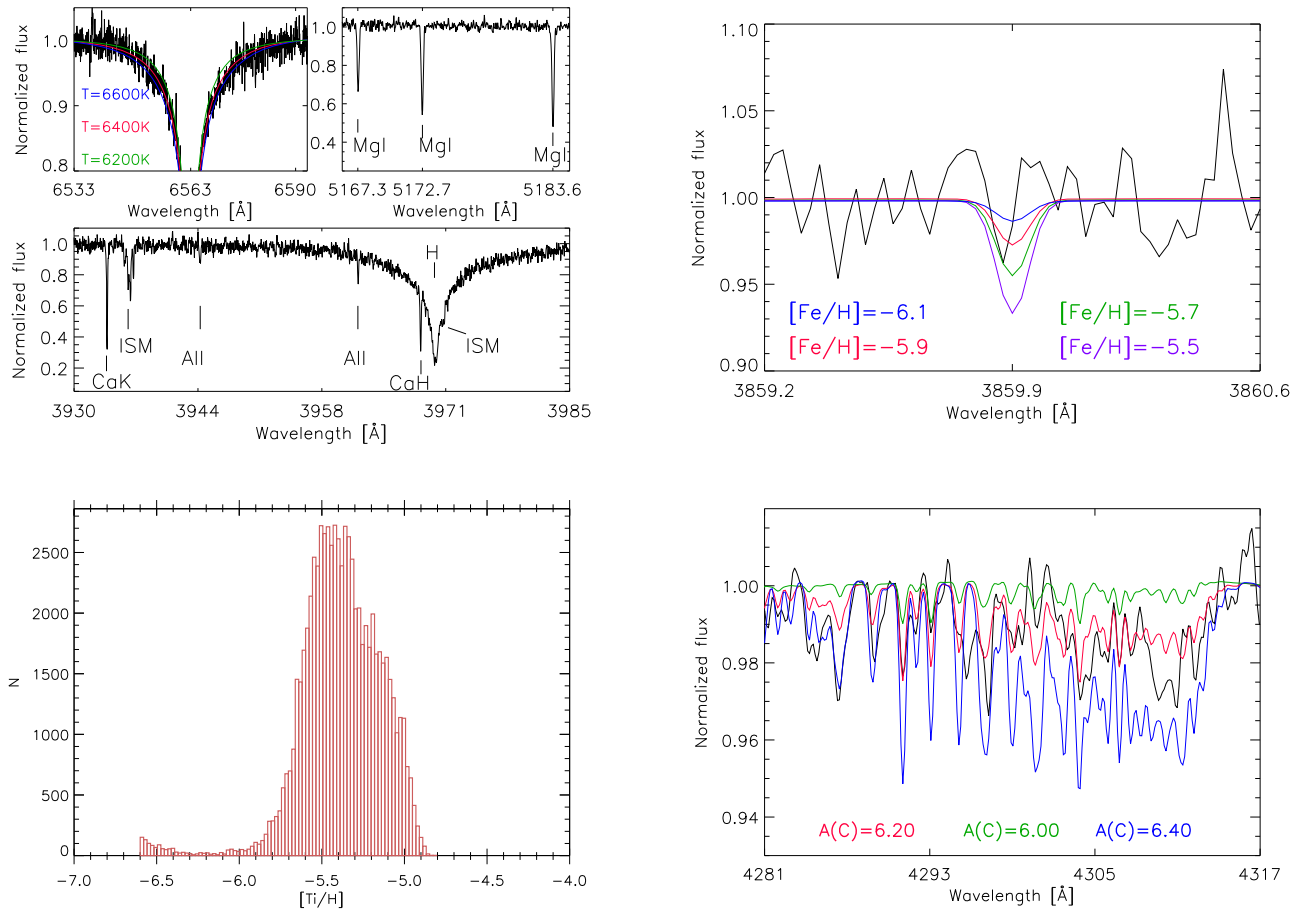 Normalized flux
1.0
0.9
0.8
T=6600K
T=6400K
T=6200K
6533
6563
6590
Wavelength [Å]
Normalized flux
1.0
0.8
0.6
0.4
MgI
MgI
MgI
5167.3
5172.7
5183.6
Wavelength [Å]
Normalized flux
1.0
0.8
0.6
0.4
0.2
CaK
ISM
AlI
AlI
CaH
H
ISM
3930
3944
3958
3971
3985
Wavelength [Å]
Normalized flux
1.10
1.05
1.00
0.95
0.90
[Fe/H]=−6.1
[Fe/H]=−5.7
[Fe/H]=−5.9
[Fe/H]=−5.5
3859.2
3859.9
3860.6
Wavelength [Å]
N
2500
2000
1500
1000
500
0
−7.0
−6.5
−6.0
−5.5
−5.0
−4.5
−4.0
[Ti/H]
Normalized flux
1.00
0.98
0.96
0.94
A(C)=6.20
A(C)=6.00
A(C)=6.40
4281
4293
4305
4317
Wavelength [Å]